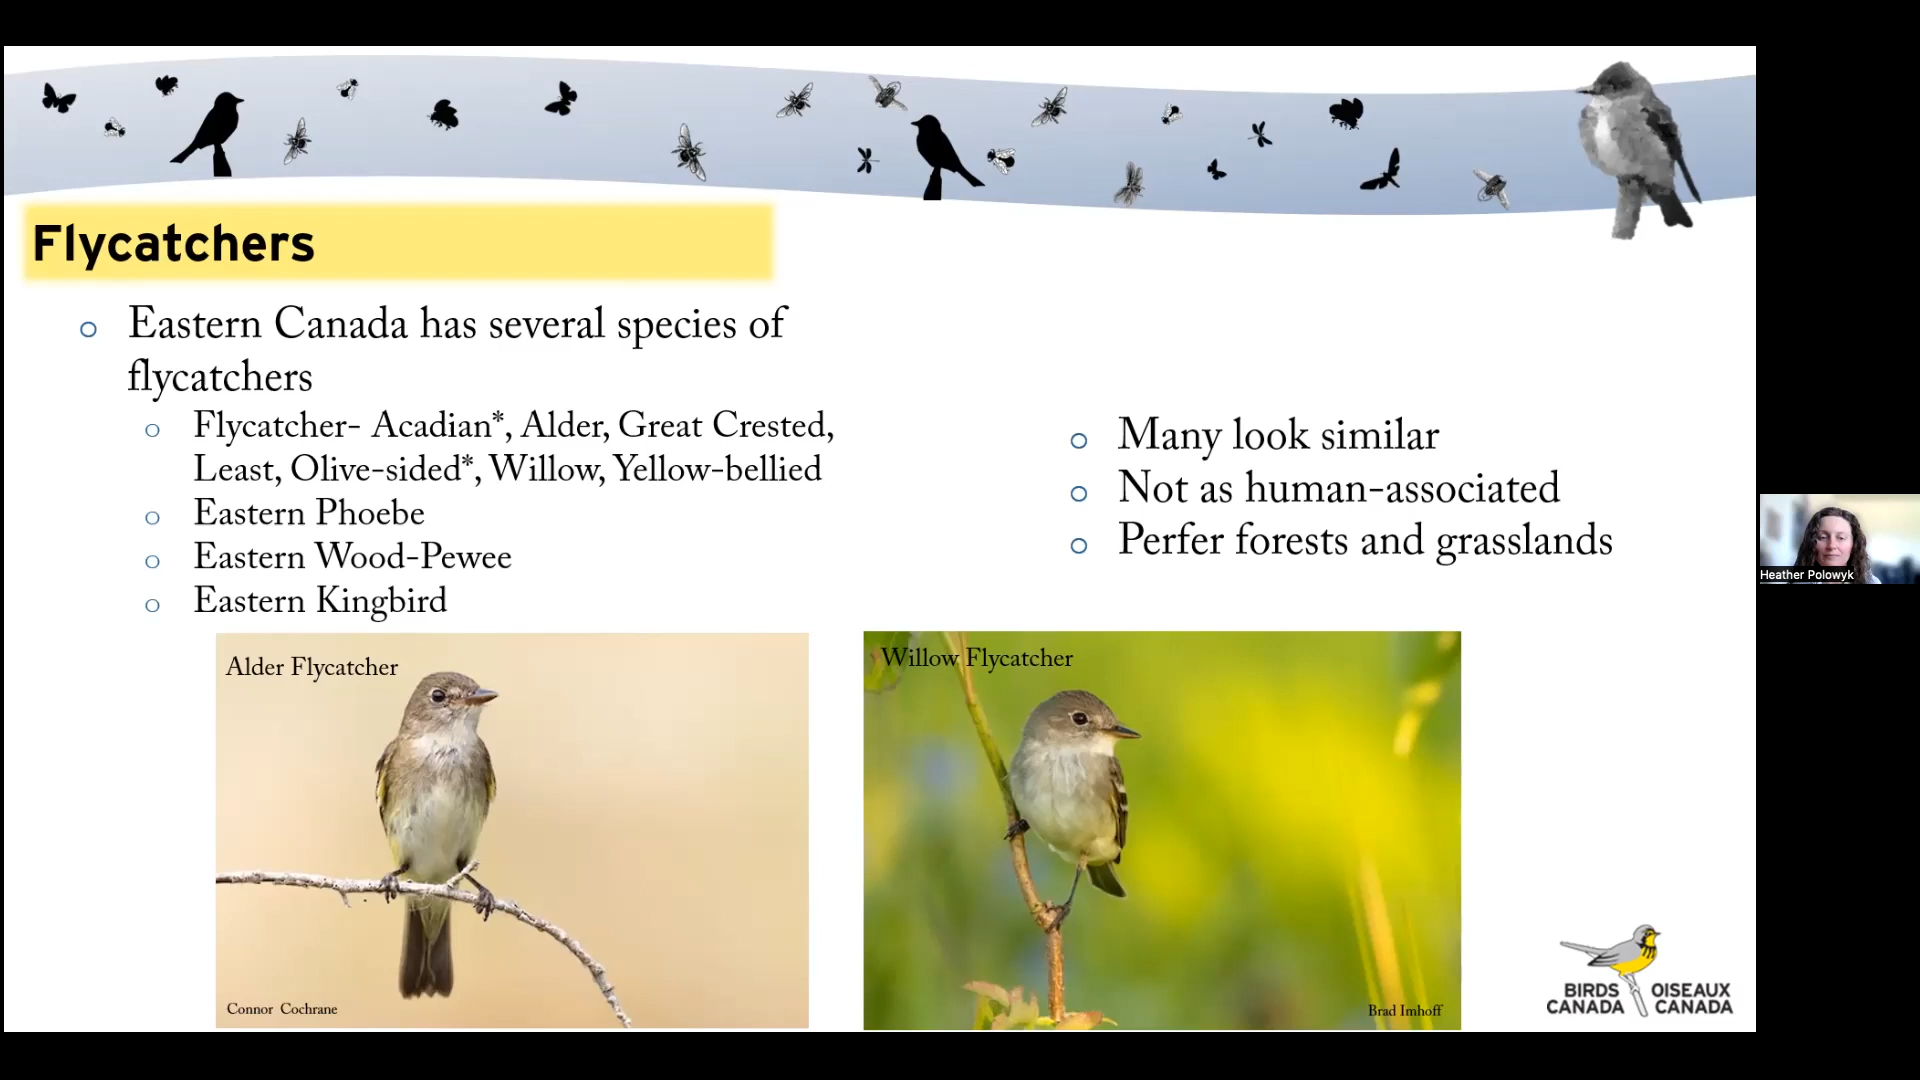 Flycatchers
o Eastern Canada has several species of
flycatchers
o Flycatcher- Acadian*, Alder, Great Crested,
Least, Olive-sided*, Willow, Yellow-bellied
o Eastern Phoebe
o Eastern Wood-Pewee
o Eastern Kingbird
o Many look similar
o Not as human-associated
o Perfer forests and grasslands
Heather Polowyk
Alder Flycatcher
Connor Cochrane
Willow Flycatcher
Brad Imhoff
BIRDS OISEAUX
CANADA CANADA